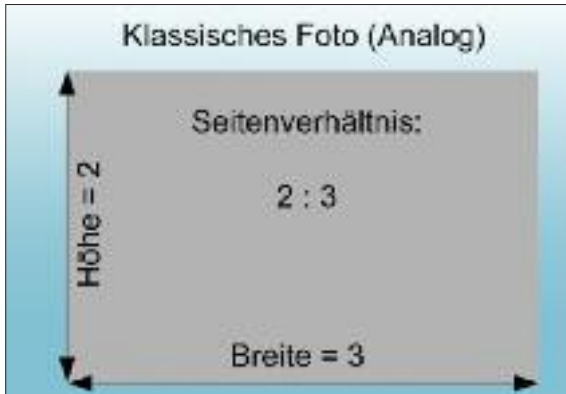 Klassisches Foto (Analog)
Seitenverhältnis:
2 : 3
Höhe = 2
Breite = 3